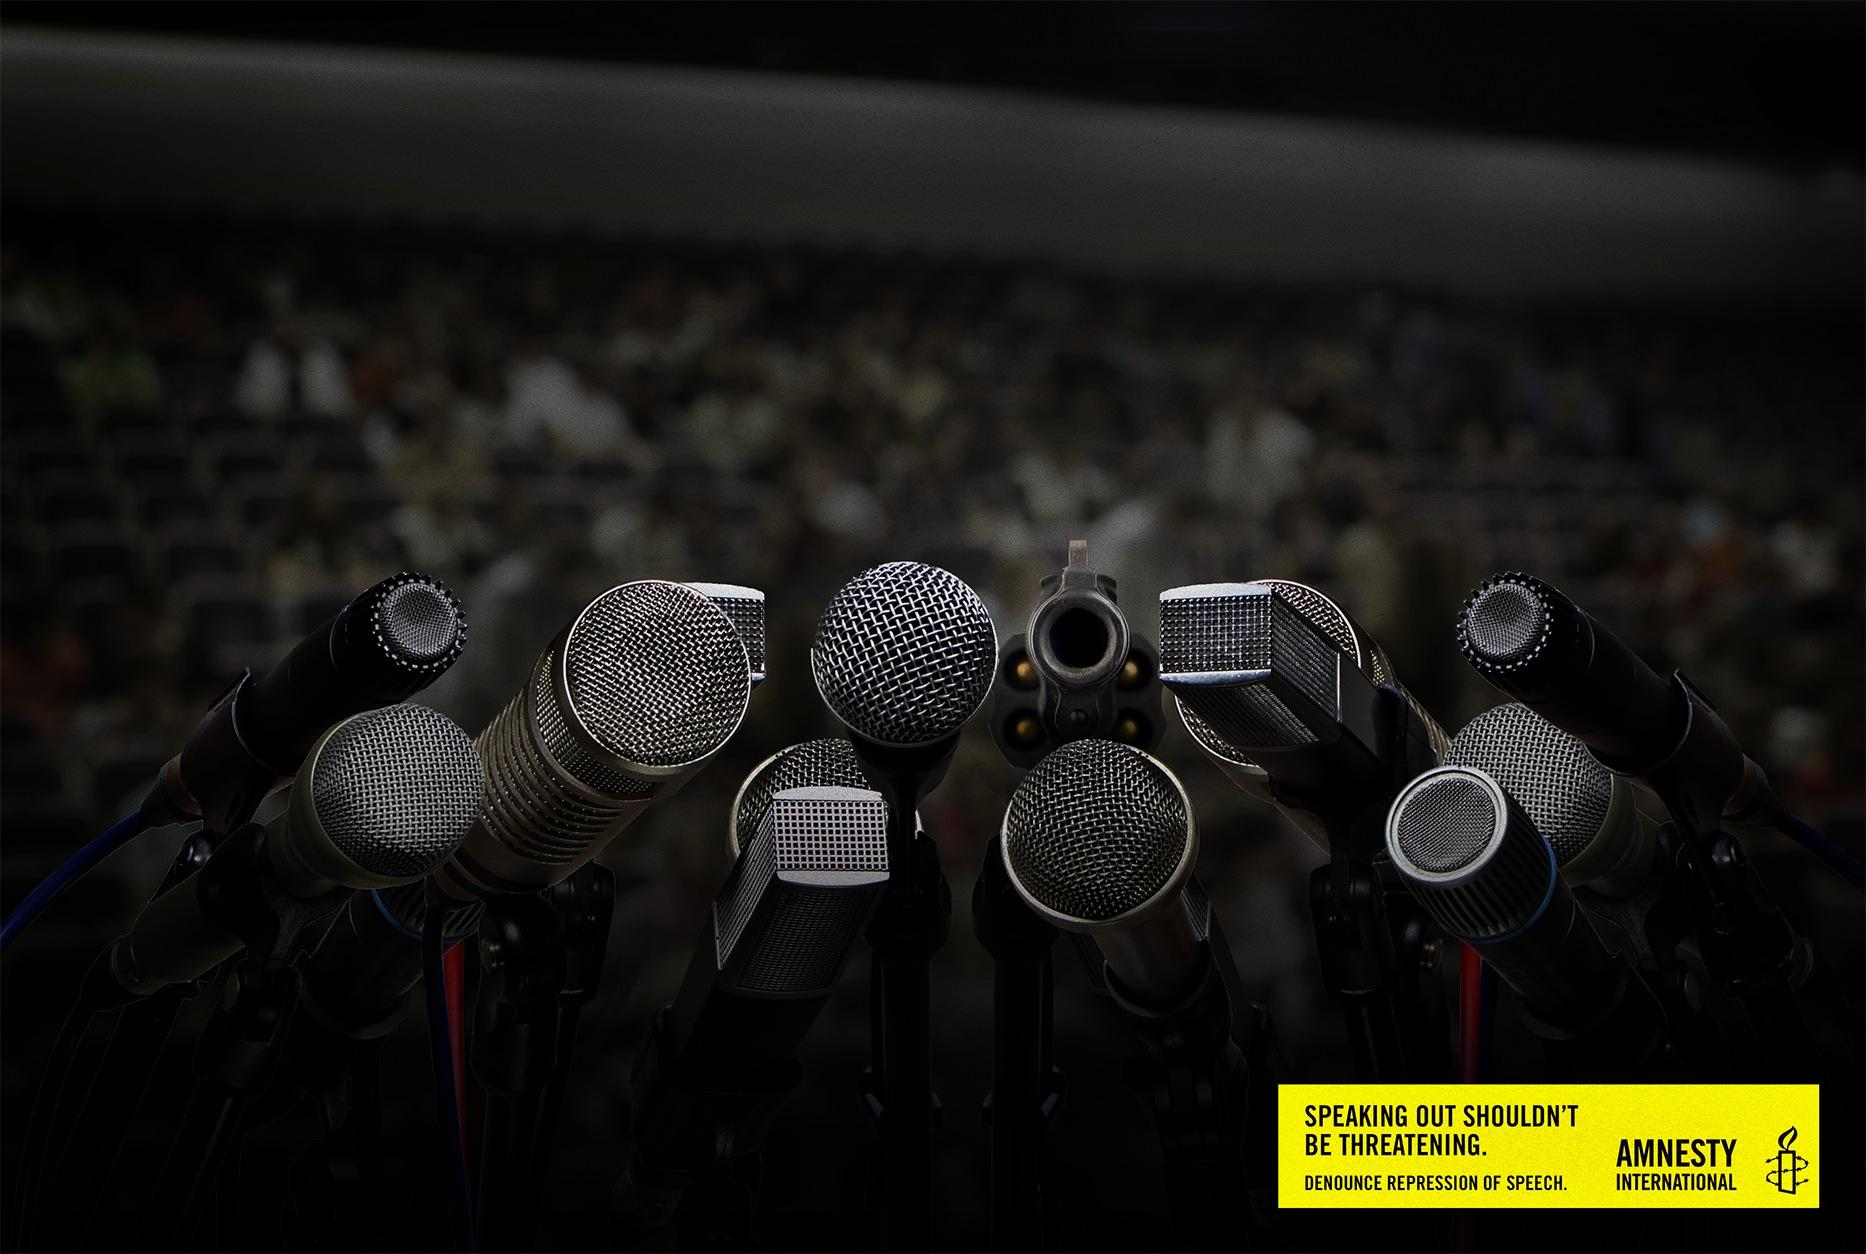 SPEAKING OUT SHOULDN'T
BE THREATENING.
DENOUNCE REPRESSION OF SPEECH.
AMNESTY
INTERNATIONAL